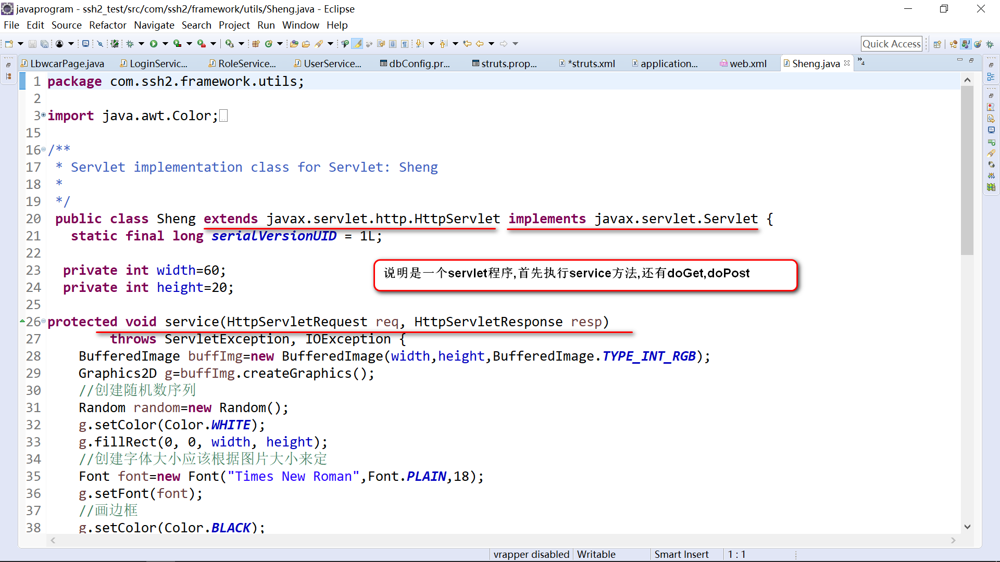 javaprogram - ssh2_test/src/com/ssh2/framework/utils/Sheng.java - Eclipse
File Edit Source Refactor Navigate Search Project Run Window Help
Quick Access
LbwcarPage.java LoginServic... RoleService... UserService... dbConfig.pr... struts.prop... *struts.xml application... web.xml Sheng.java »4
1 package com.ssh2.framework.utils;
2
3 import java.awt.Color;
15
16 /**
17 * Servlet implementation class for Servlet: Sheng
18 *
19 */
20 public class Sheng extends javax.servlet.http.HttpServlet implements javax.servlet.Servlet {
21 static final long serialVersionUID = 1L;
22
23 private int width=60;
说明是一个servlet程序,首先执行service方法,还有doGet,doPost
24 private int height=20;
25
26 protected void service(HttpServletRequest req, HttpServletResponse resp)
27 throws ServletException, IOException {
28 BufferedImage buffImg=new BufferedImage(width,height,BufferedImage.TYPE_INT_RGB);
29 Graphics2D g=buffImg.createGraphics();
30 //创建随机数序列
31 Random random=new Random();
32 g.setColor(Color.WHITE);
33 g.fillRect(0, 0, width, height);
34 //创建字体大小应该根据图片大小来定
35 Font font=new Font("Times New Roman",Font.PLAIN,18);
36 g.setFont(font);
37 //画边框
38 g.setColor(Color.BLACK);
vrapper disabled Writable Smart Insert 1 : 1